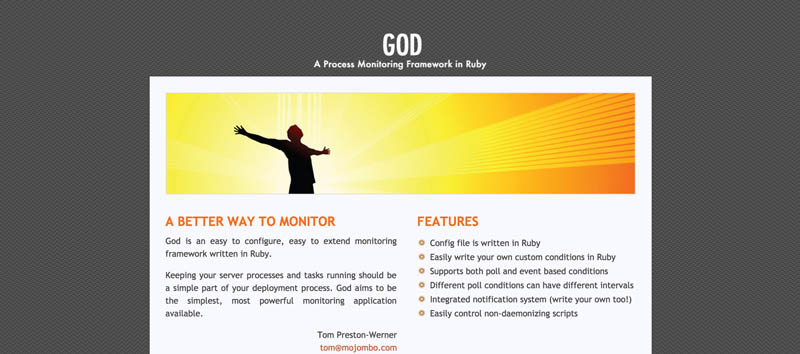 GOD
A Process Monitoring Framework in Ruby
A BETTER WAY TO MONITOR
God is an easy to configure, easy to extend monitoring
framework written in Ruby.
Keeping your server processes and tasks running should be
a simple part of your deployment process. God aims to be
the simplest, most powerful monitoring application
available.
Tom Preston-Werner
tom@mojombo.com
FEATURES
Config file is written in Ruby
Easily write your own custom conditions in Ruby
Supports both poll and event based conditions
Different poll conditions can have different intervals
Integrated notification system (write your own too!)
Easily control non-daemonizing scripts